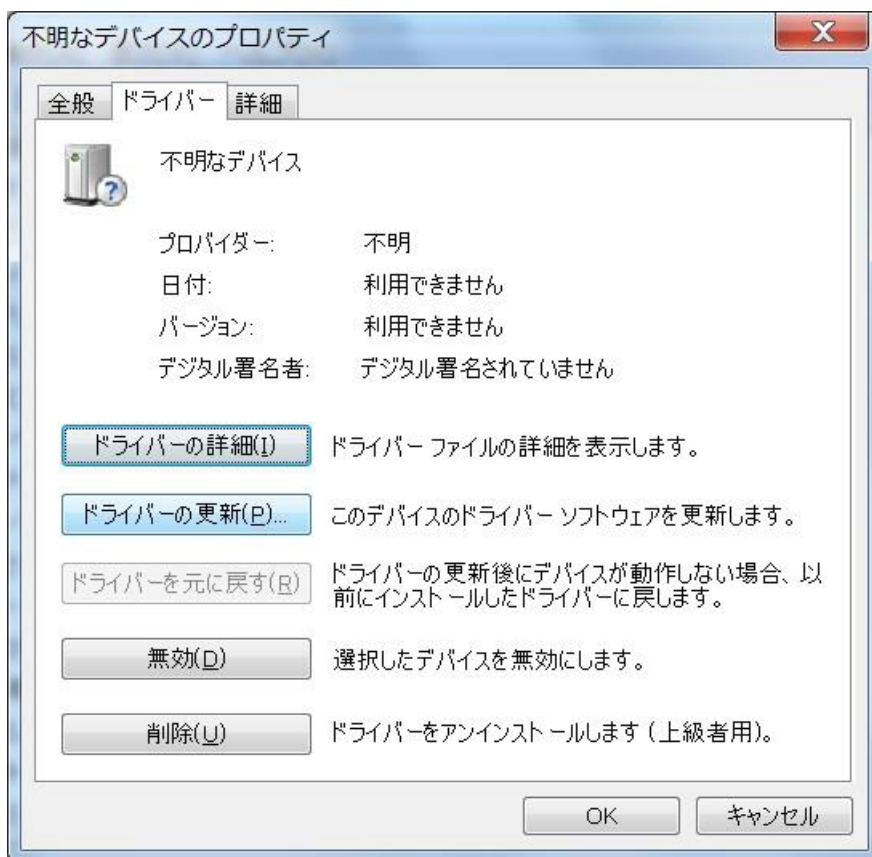 不明なデバイスのプロパティ
全般 ドライバー 詳細
不明なデバイス
プロバイダー: 不明
日付: 利用できません
バージョン: 利用できません
デジタル署名者: デジタル署名されていません
ドライバーの詳細(I) ドライバー ファイルの詳細を表示します。
ドライバーの更新(P)... このデバイスのドライバー ソフトウェアを更新します。
ドライバーを元に戻す(R) ドライバーの更新後にデバイスが動作しない場合、以
前にインストールしたドライバーに戻します。
無効(D) 選択したデバイスを無効にします。
削除(U) ドライバーをアンインストールします (上級者用)。
OK キャンセル